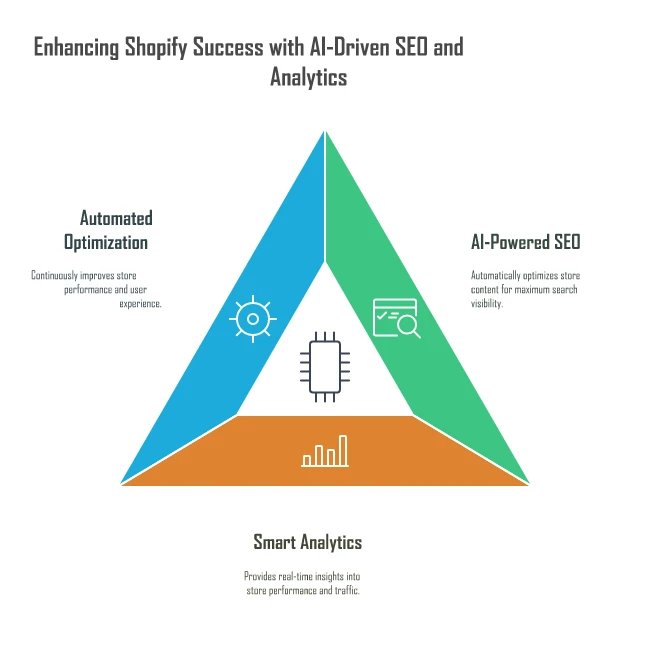 Enhancing Shopify Success with AI-Driven SEO and
Analytics
Automated
Optimization
Continuously improves store
performance and user
experience.
AI-Powered SEO
Automatically optimizes store
content for maximum search
visibility.
Smart Analytics
Provides real-time insights into
store performance and traffic.